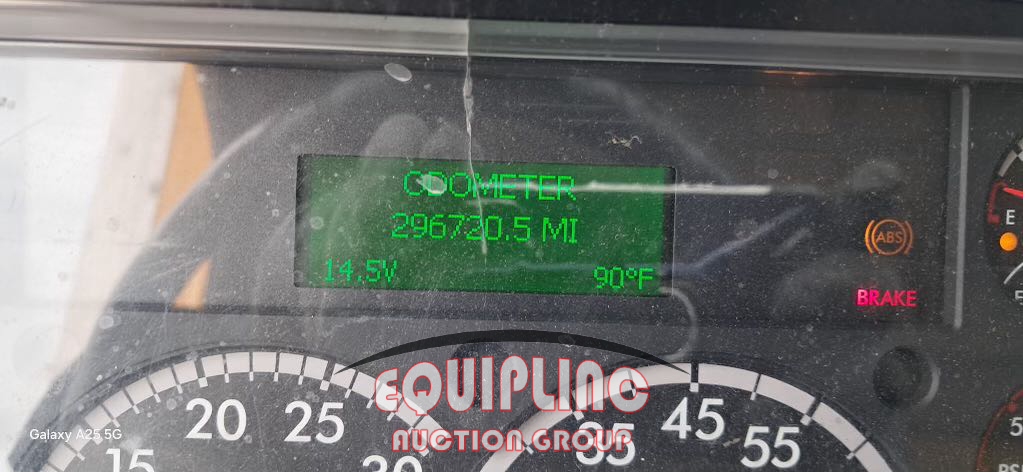 ODOMETER
296720.5 MI
14.5V 90°F
ABS
BRAKE
E
EQUIPLINC
AUCTION GROUP
20 25
15 30
45
35 55
Galaxy A25 5G
5